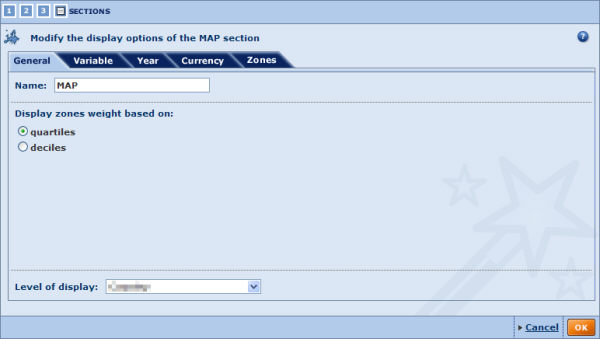 1 2 3 SECTIONS
Modify the display options of the MAP section ?
General Variable Year Currency Zones
Name: MAP
Display zones weight based on:
quartiles
deciles
Level of display:
Cancel OK